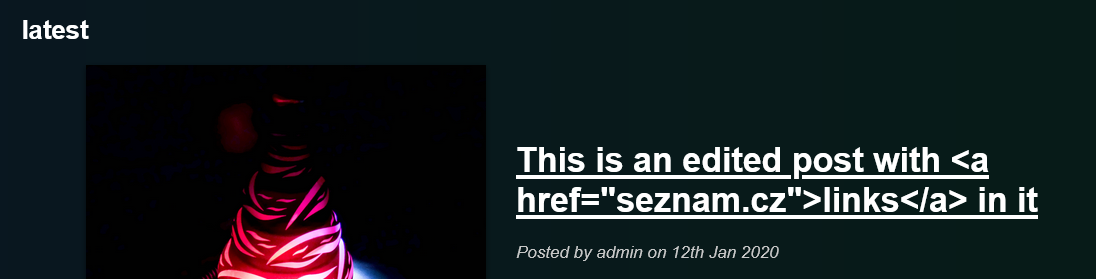 latest
This is an edited post with <a
href="seznam.cz">links</a> in it
Posted by admin on 12th Jan 2020